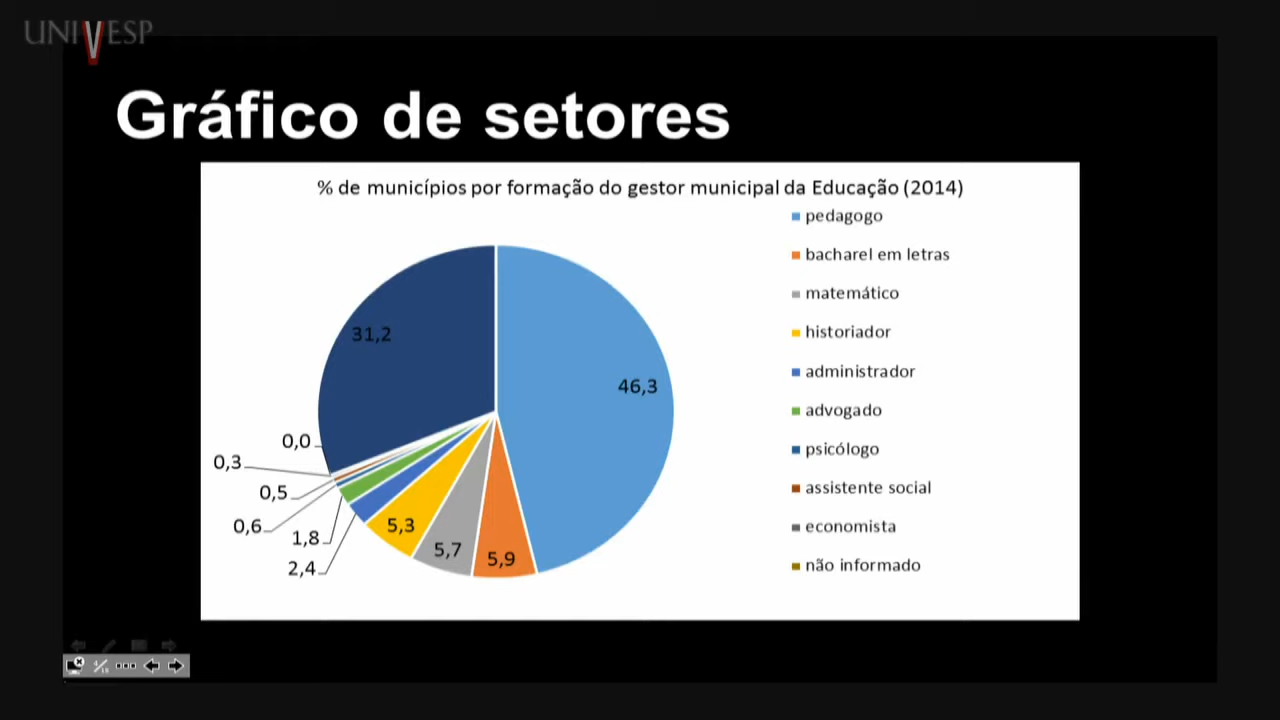 UNIVESP
Gráfico de setores
% de municípios por formação do gestor municipal da Educação (2014)
pedagogo
bacharel em letras
matemático
historiador
administrador
advogado
psicólogo
assistente social
economista
não informado
31,2
46,3
0,0
0,3
0,5
0,6
1,8
2,4
5,3
5,7
5,9